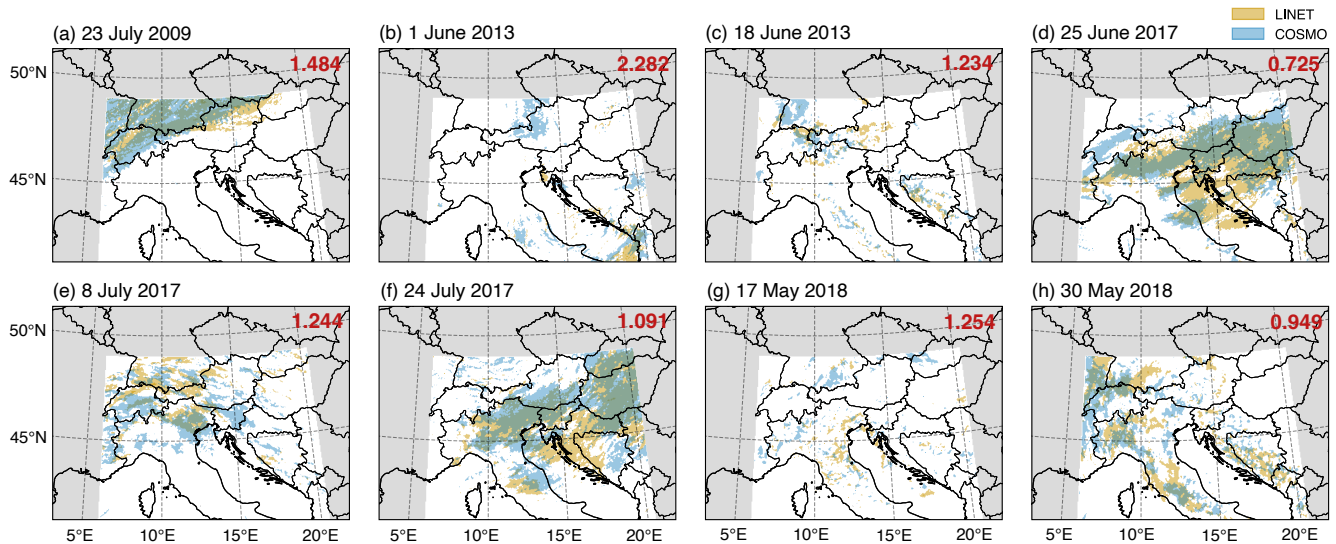 LINET
COSMO
(a) 23 July 2009
(b) 1 June 2013
(c) 18 June 2013
(d) 25 June 2017
50°N
1.484
2.282
1.234
0.725
45°N
(e) 8 July 2017
(f) 24 July 2017
(g) 17 May 2018
(h) 30 May 2018
50°N
1.244
1.091
1.254
0.949
45°N
5°E 10°E 15°E 20°E
5°E 10°E 15°E 20°E
5°E 10°E 15°E 20°E
5°E 10°E 15°E 20°E